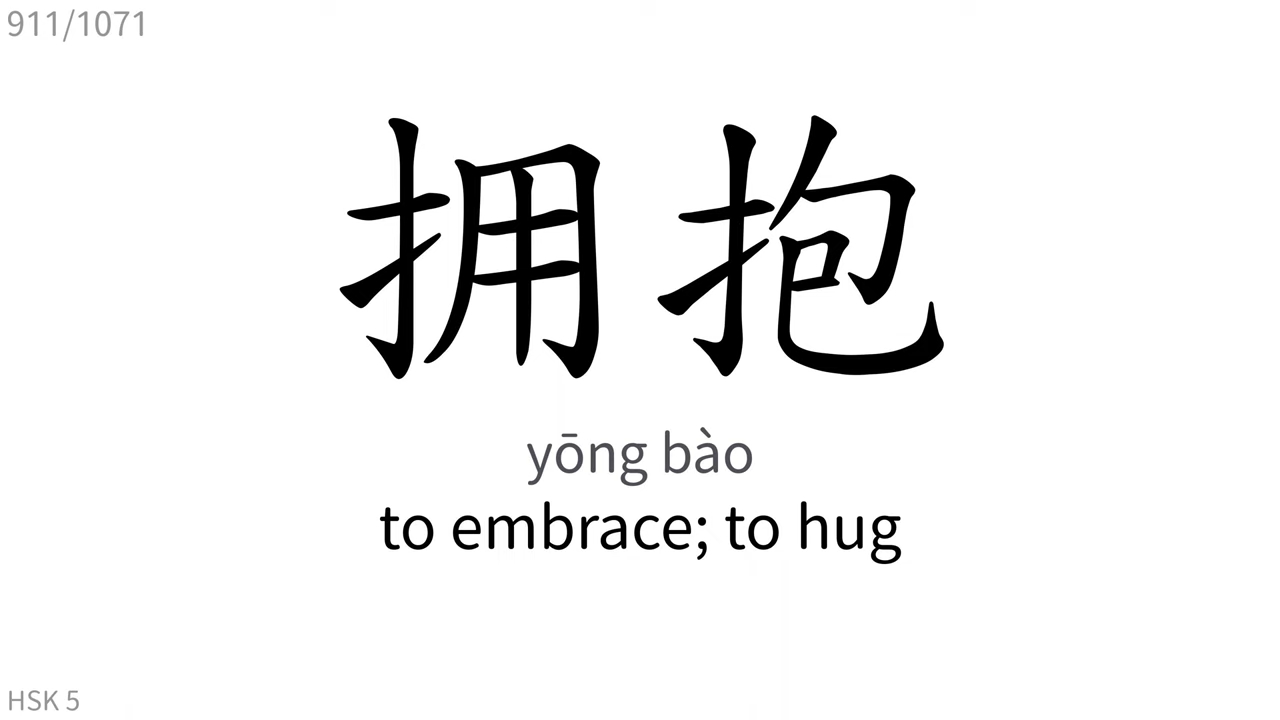 911/1071
拥抱
yōng bào
to embrace; to hug
HSK 5